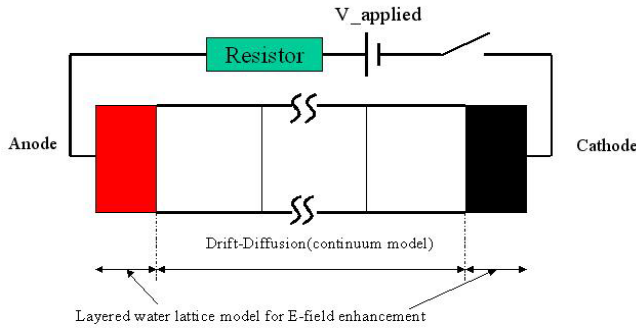 V_applied
Resistor
Anode
Cathode
Drift-Diffusion(continuum model)
Layered water lattice model for E-field enhancement